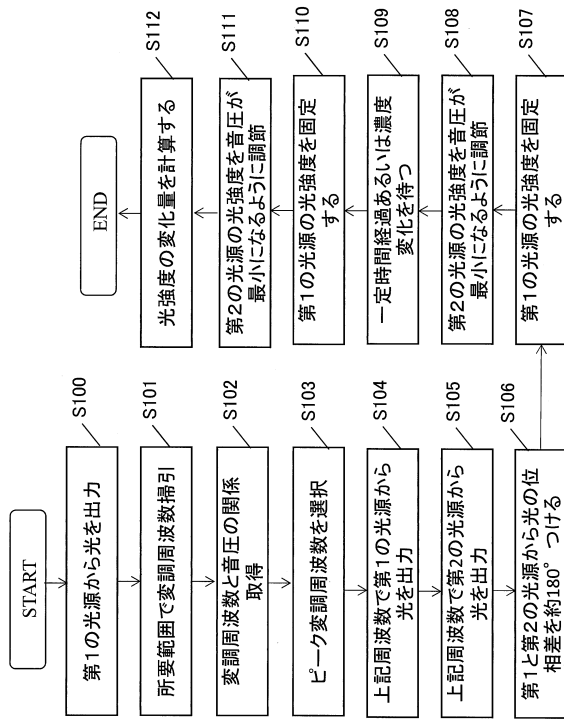 START
S100
第1の光源から光を出力
S101
所要範囲で変調周波数掃引
S102
変調周波数と音圧の関係
取得
S103
ピーク変調周波数を選択
S104
上記周波数で第1の光源から
光を出力
S105
上記周波数で第2の光源から
光を出力
S106
第1と第2の光源から光の位
相差を約180° つける
S107
第1の光源の光強度を固定
する
S108
第2の光源の光強度を音圧が
最小になるように調節
S109
一定時間経過あるいは濃度
変化を待つ
S110
第1の光源の光強度を固定
する
S111
第2の光源の光強度を音圧が
最小になるように調節
S112
光強度の変化量を計算する
END